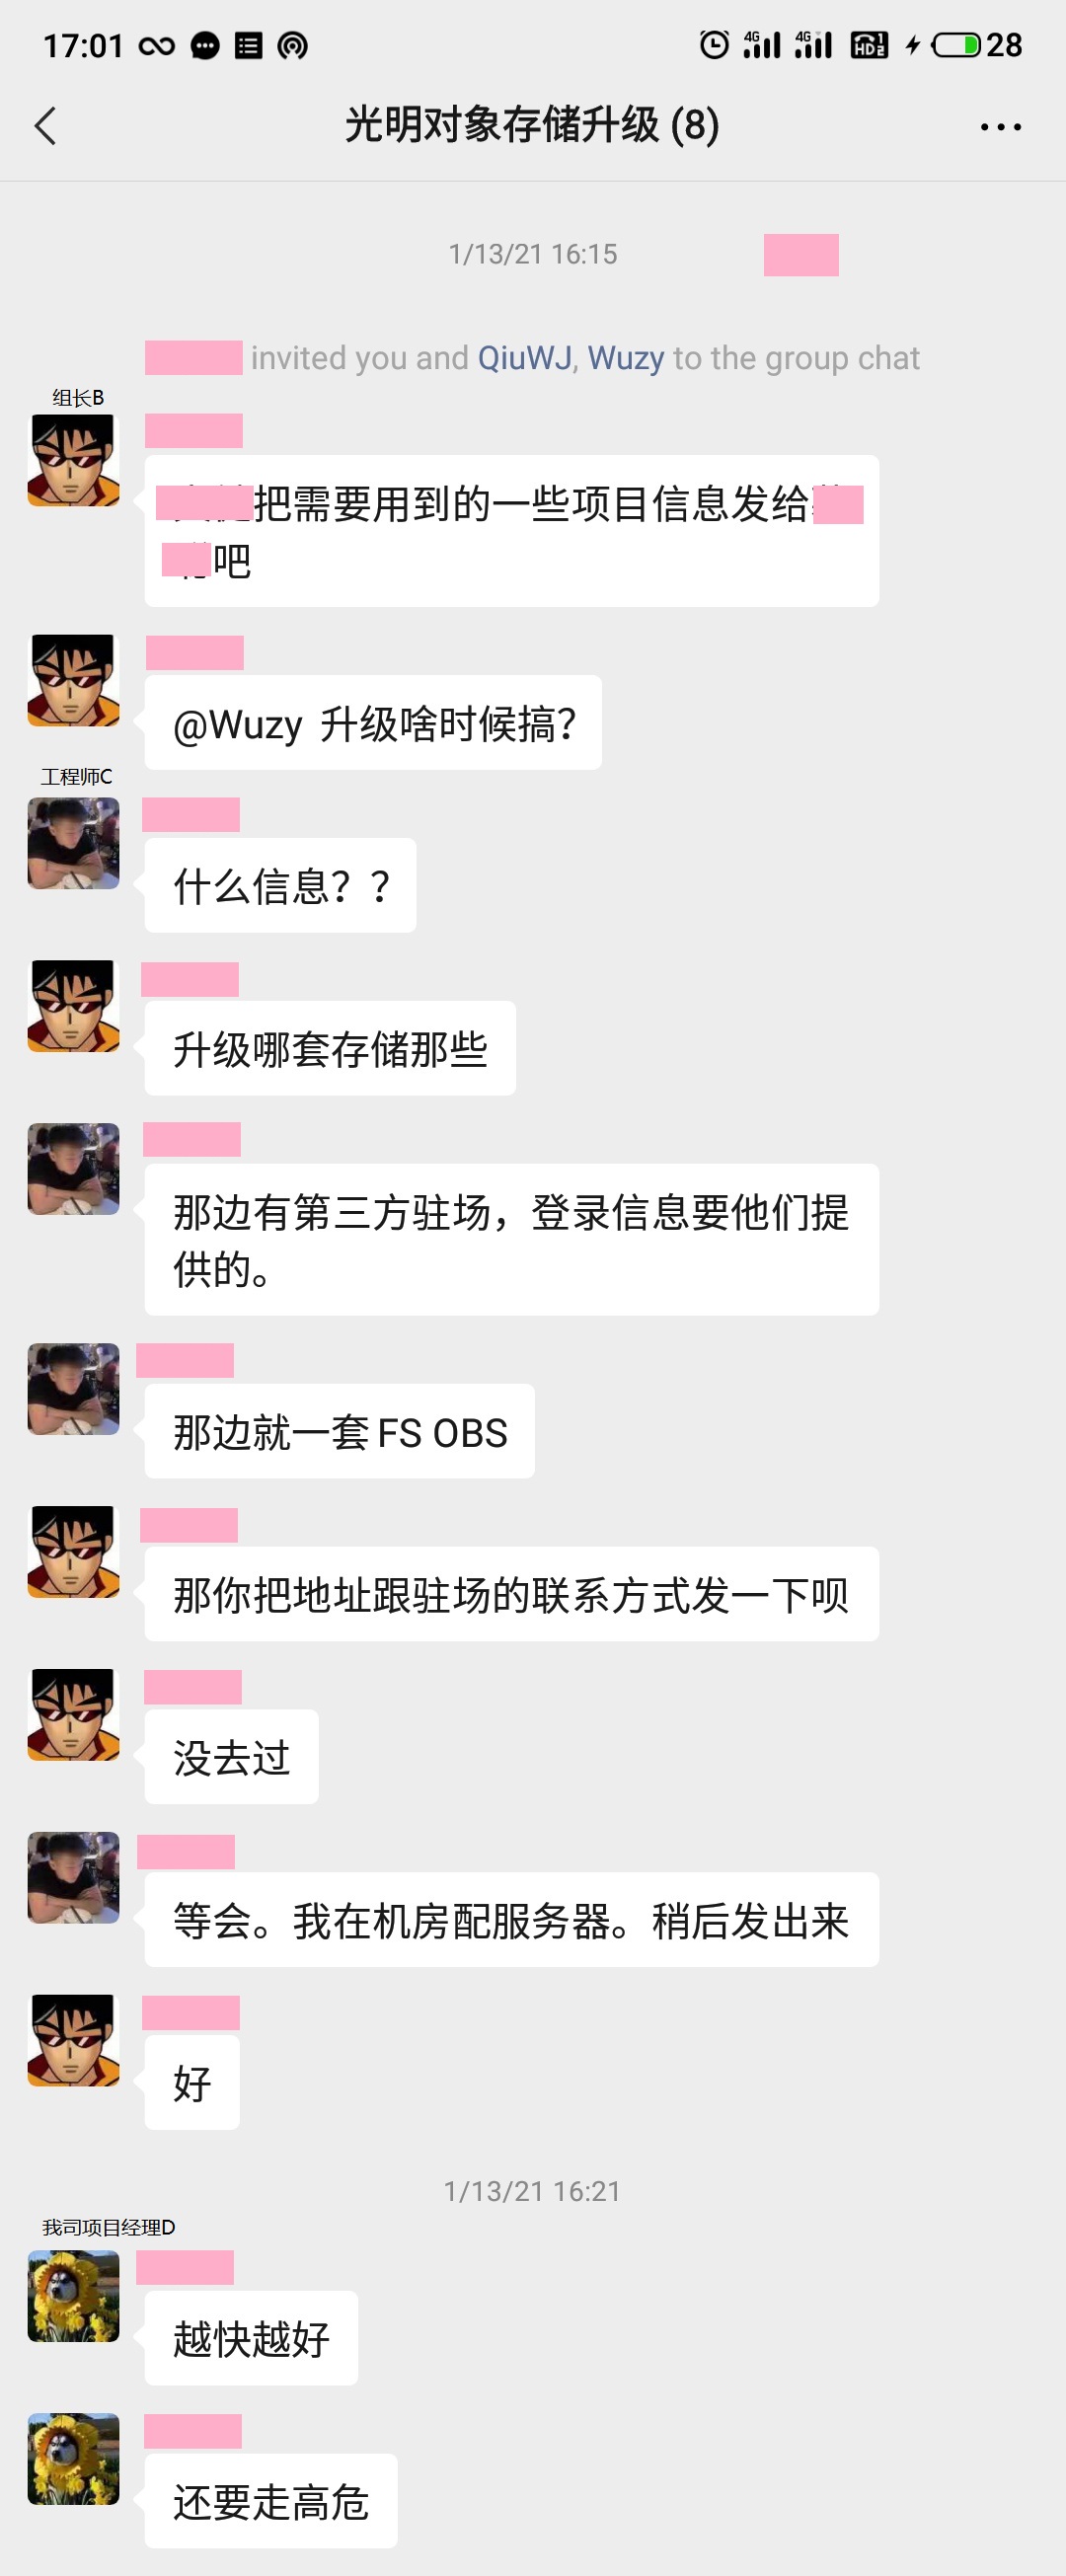 17:01
4G 4G HD 1 2 28
光明对象存储升级 (8)
1/13/21 16:15
invited you and QiuWJ, Wuzy to the group chat
组长B
把需要用到的一些项目信息发给
吧
@Wuzy 升级啥时候搞？
工程师C
什么信息？？
升级哪套存储那些
那边有第三方驻场，登录信息要他们提
供的。
那边就一套 FS OBS
那你把地址跟驻场的联系方式发一下呗
没去过
等会。我在机房配服务器。稍后发出来
好
1/13/21 16:21
我司项目经理D
越快越好
还要走高危